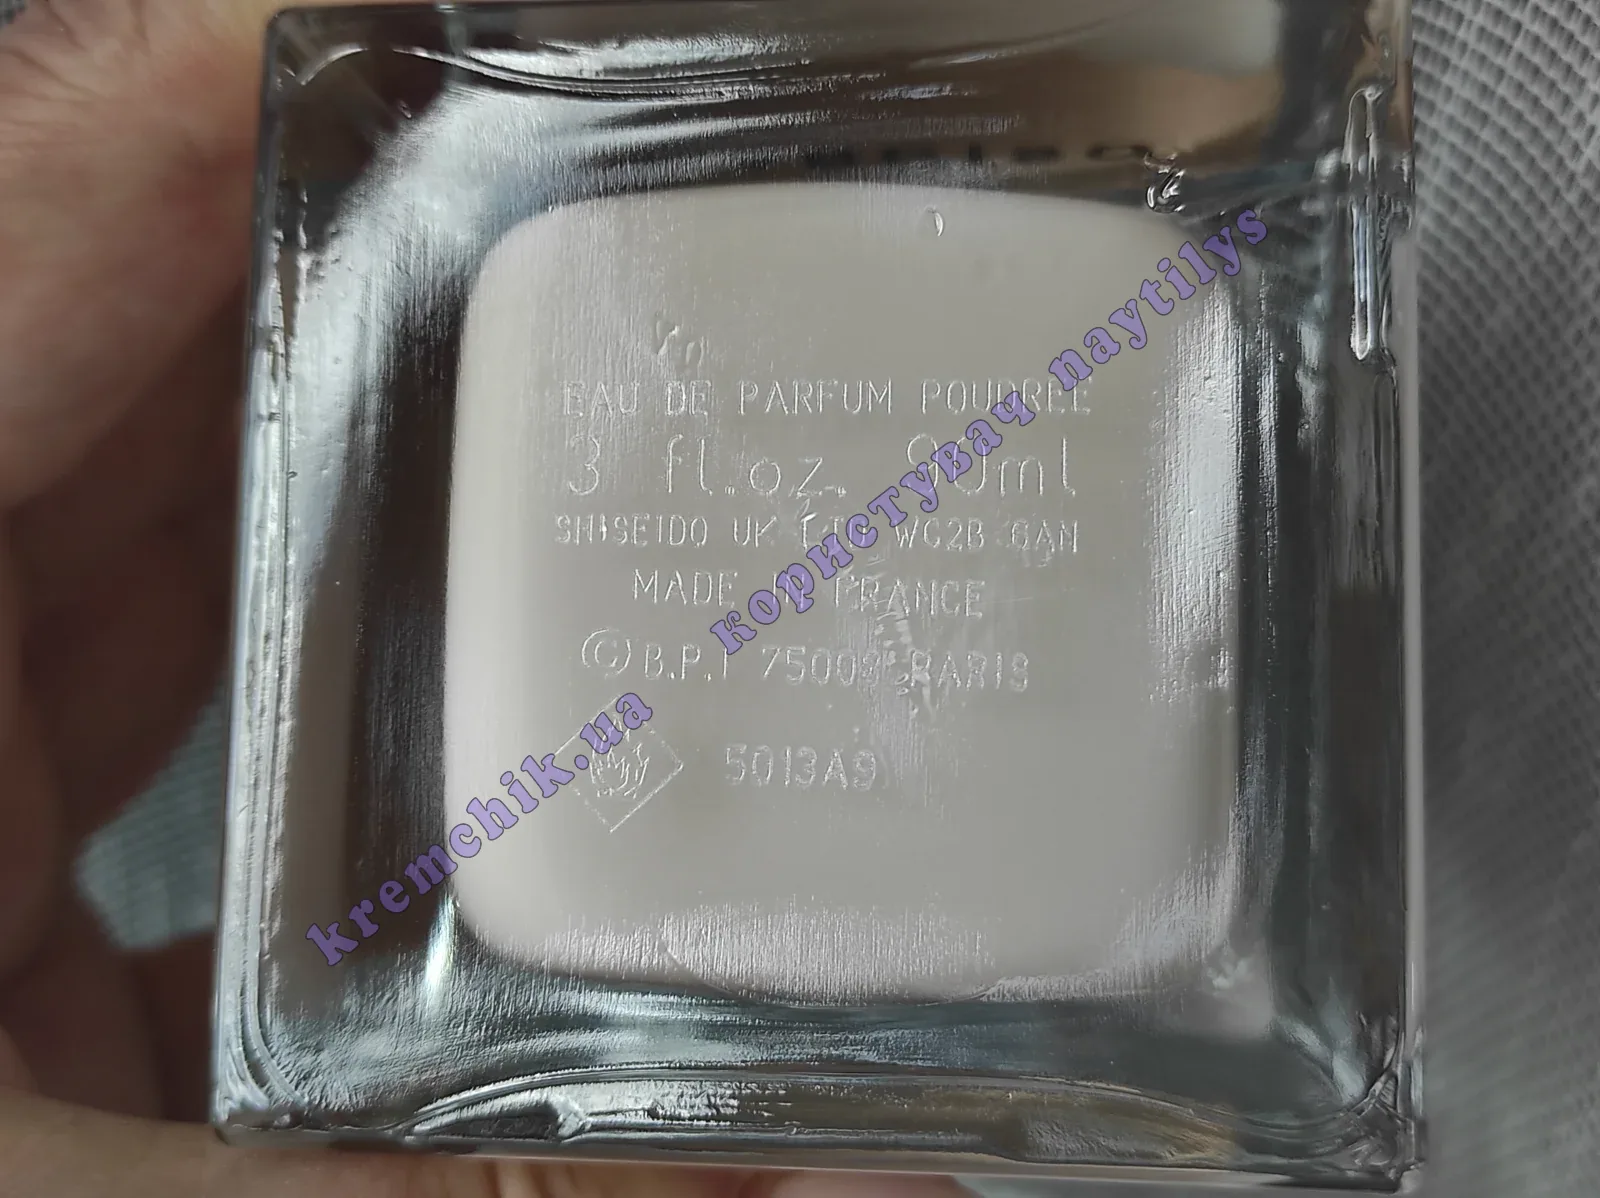 EAU DE PARFUM POUDREE
3 fl.oz. 90ml
SHISEIDO UK LTD WC2B 6AN
MADE IN FRANCE
©B.P.I 75008 PARIS
5013A9
kremchik.ua користувач naytilys